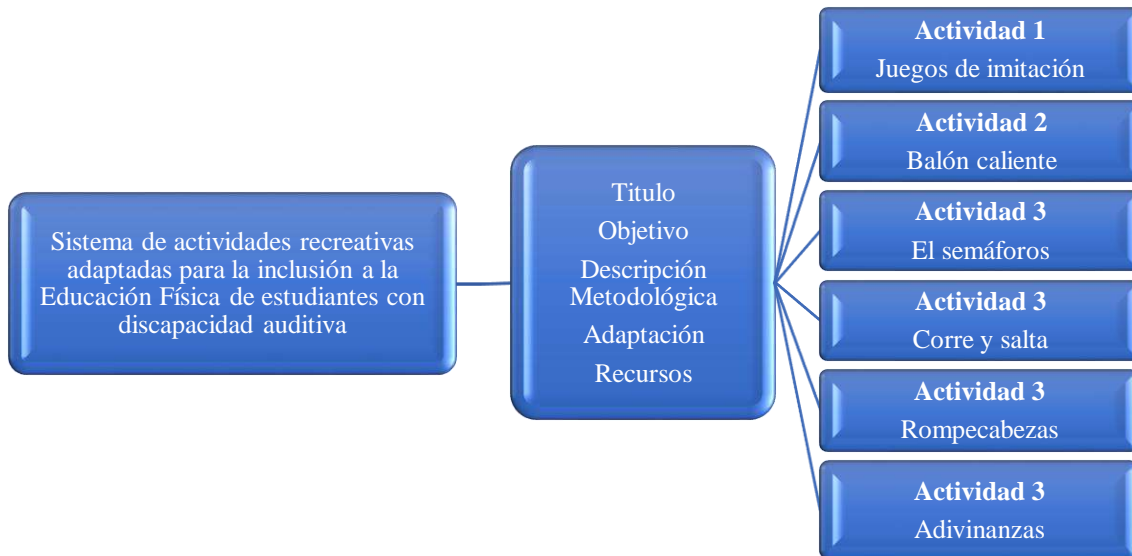 Sistema de actividades recreativas
adaptadas para la inclusión a la
Educación Física de estudiantes con
discapacidad auditiva
Titulo
Objetivo
Descripción
Metodológica
Adaptación
Recursos
Actividad 1
Juegos de imitación
Actividad 2
Balón caliente
Actividad 3
El semáforos
Actividad 3
Corre y salta
Actividad 3
Rompecabezas
Actividad 3
Adivinanzas